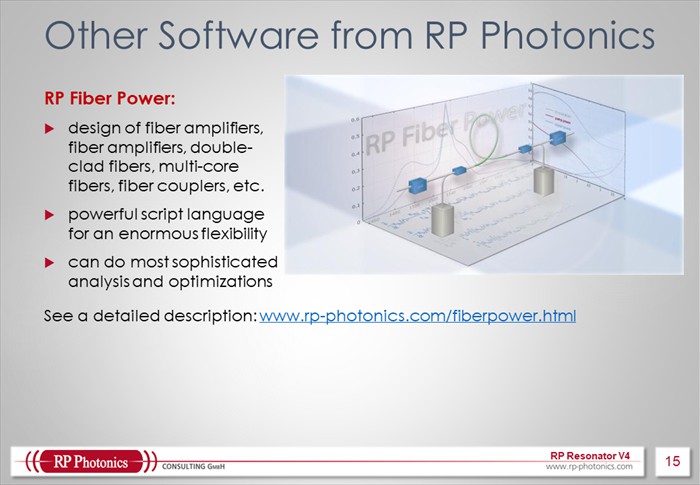 Other Software from RP Photonics
RP Fiber Power:
design of fiber amplifiers,
fiber amplifiers, double-
clad fibers, multi-core
fibers, fiber couplers, etc.
powerful script language
for an enormous flexibility
can do most sophisticated
analysis and optimizations
RP Fiber Power
See a detailed description: www.rp-photonics.com/fiberpower.html
RP Photonics
CONSULTING GMBH
RP Resonator V4
www.rp-photonics.com
15